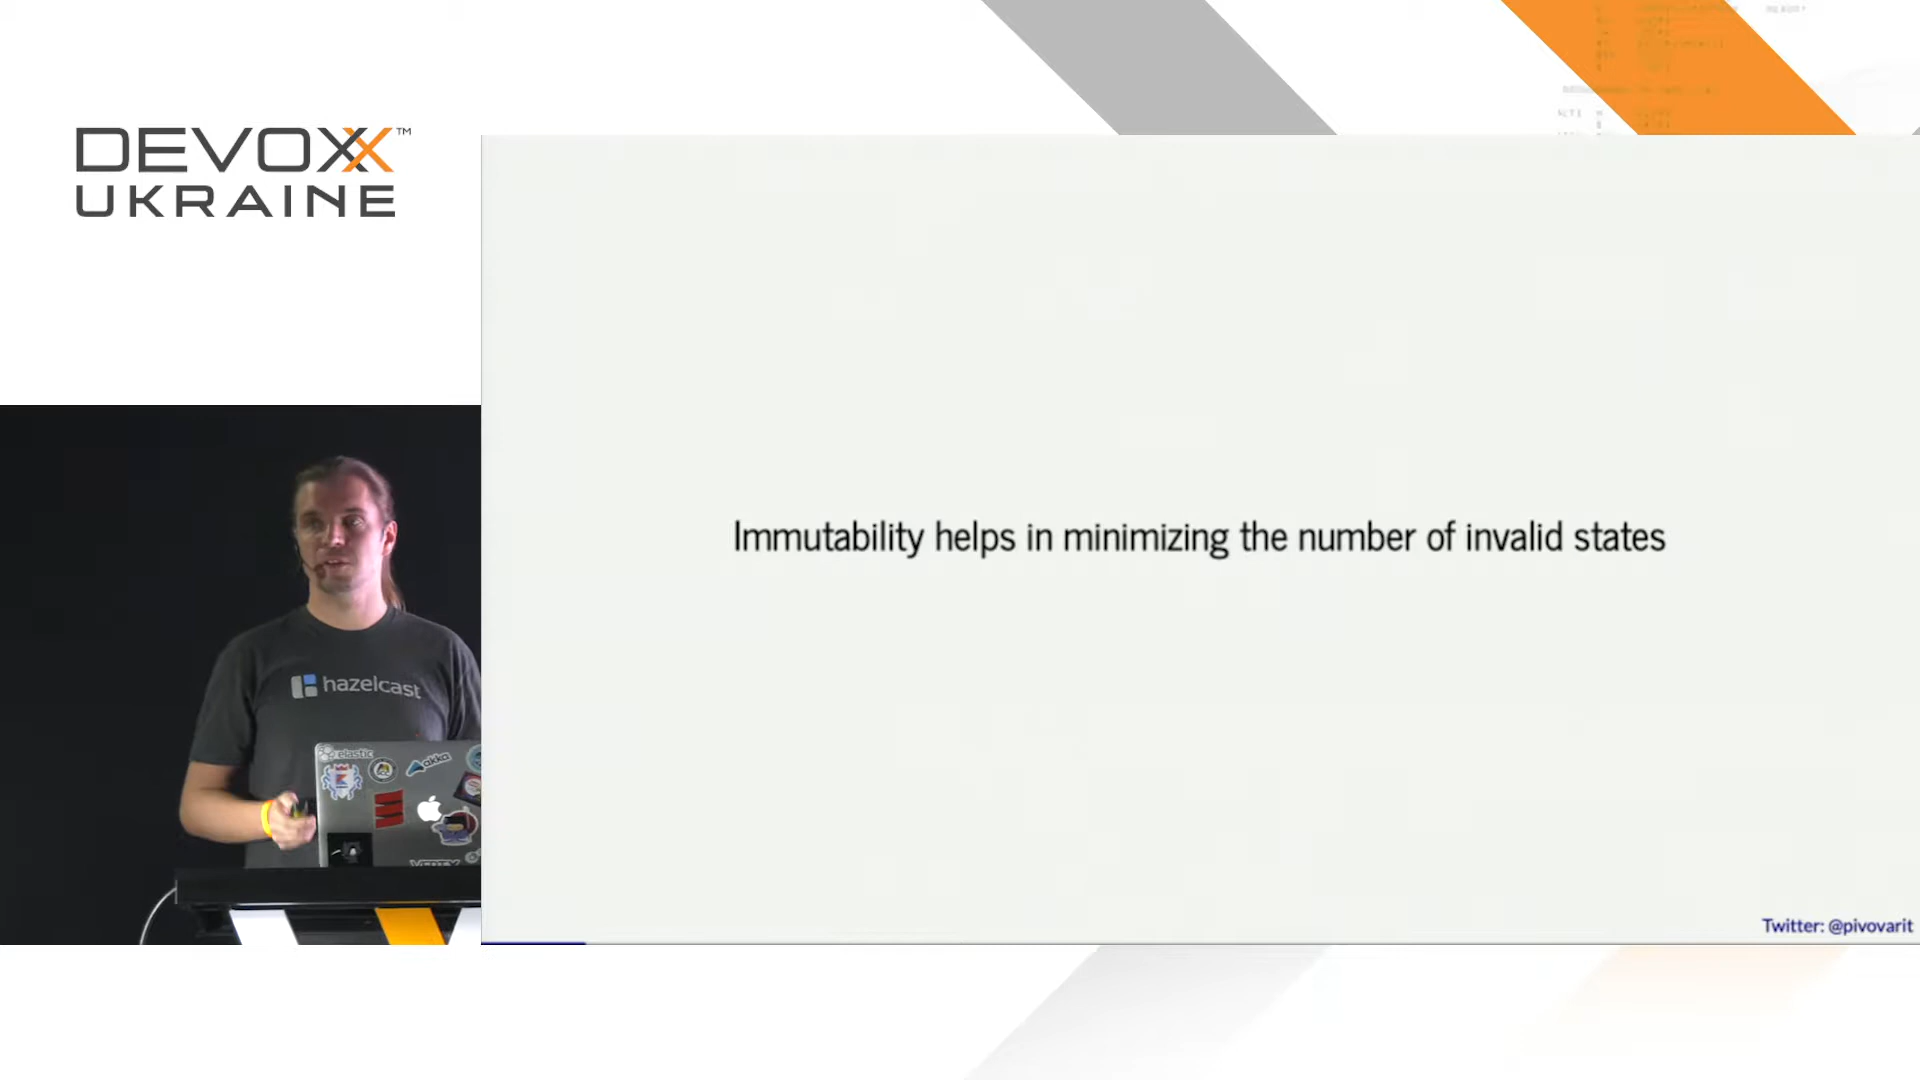 DEVOXX™
UKRAINE
Immutability helps in minimizing the number of invalid states
hazelcast
elastic
akka
Twitter: @pivovarit